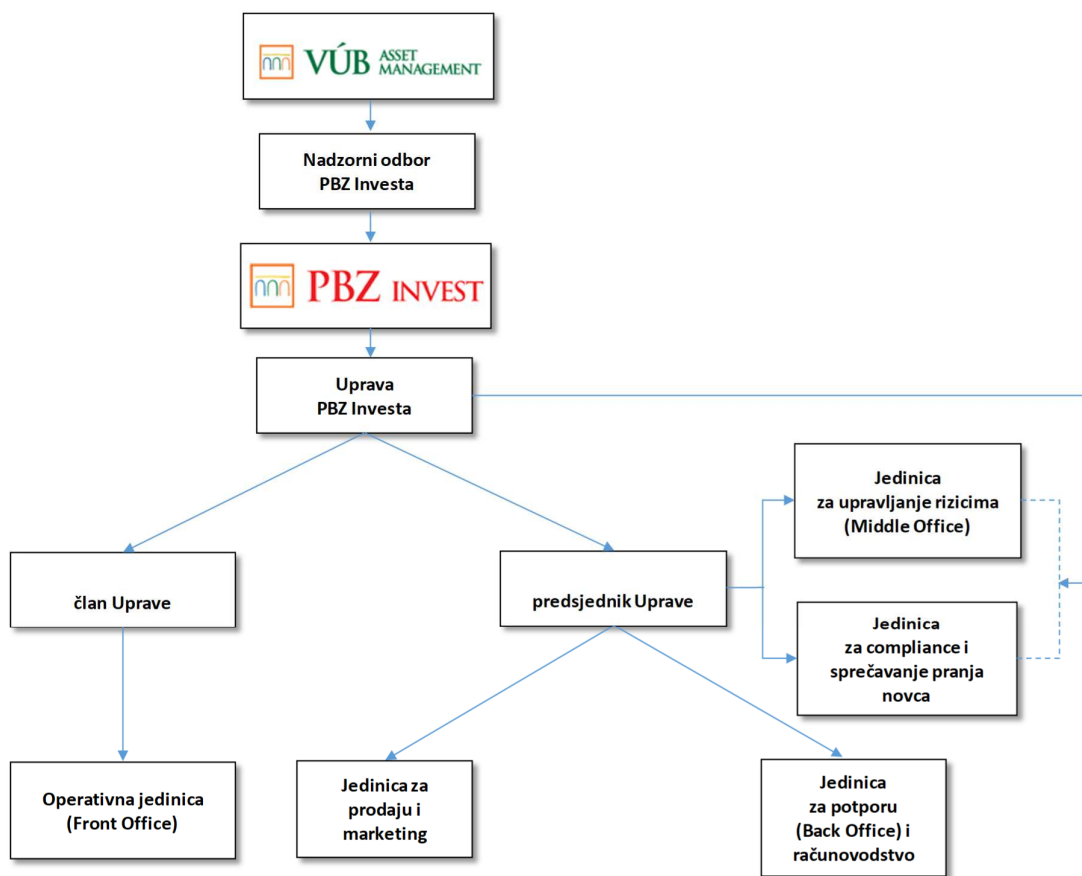 VÚB ASSET MANAGEMENT
Nadzorni odbor
PBZ Investa
PBZ INVEST
Uprava
PBZ Investa
Jedinica
za upravljanje rizicima
(Middle Office)
član Uprave
predsjednik Uprave
Jedinica
za compliance i
sprečavanje pranja
novca
Operativna jedinica
(Front Office)
Jedinica za
prodaju i
marketing
Jedinica
za potporu
(Back Office) i
računovodstvo